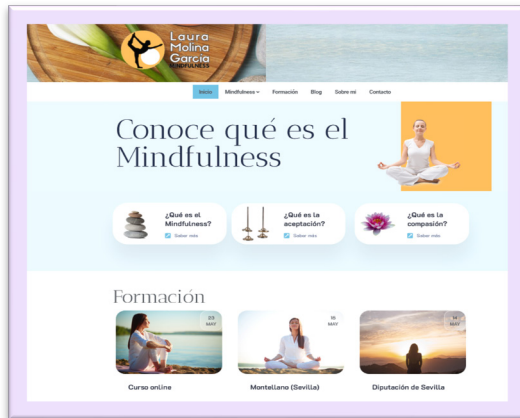 Laura
Molina
García
MINDFULNESS
Inicio Mindfulness Formación Blog Sobre mi Contacto
Conoce qué es el
Mindfulness
¿Qué es el
Mindfulness?
Saber más
¿Qué es la
aceptación?
Saber más
¿Qué es la
compasión?
Saber más
Formación
23
MAY
16
MAY
14
MAY
Curso online
Montellano (Sevilla)
Diputación de Sevilla